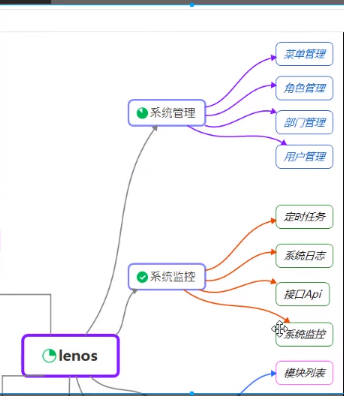 菜单管理
角色管理
系统管理
部门管理
用户管理
定时任务
系统日志
系统监控
接口Api
系统监控
lenos
模块列表